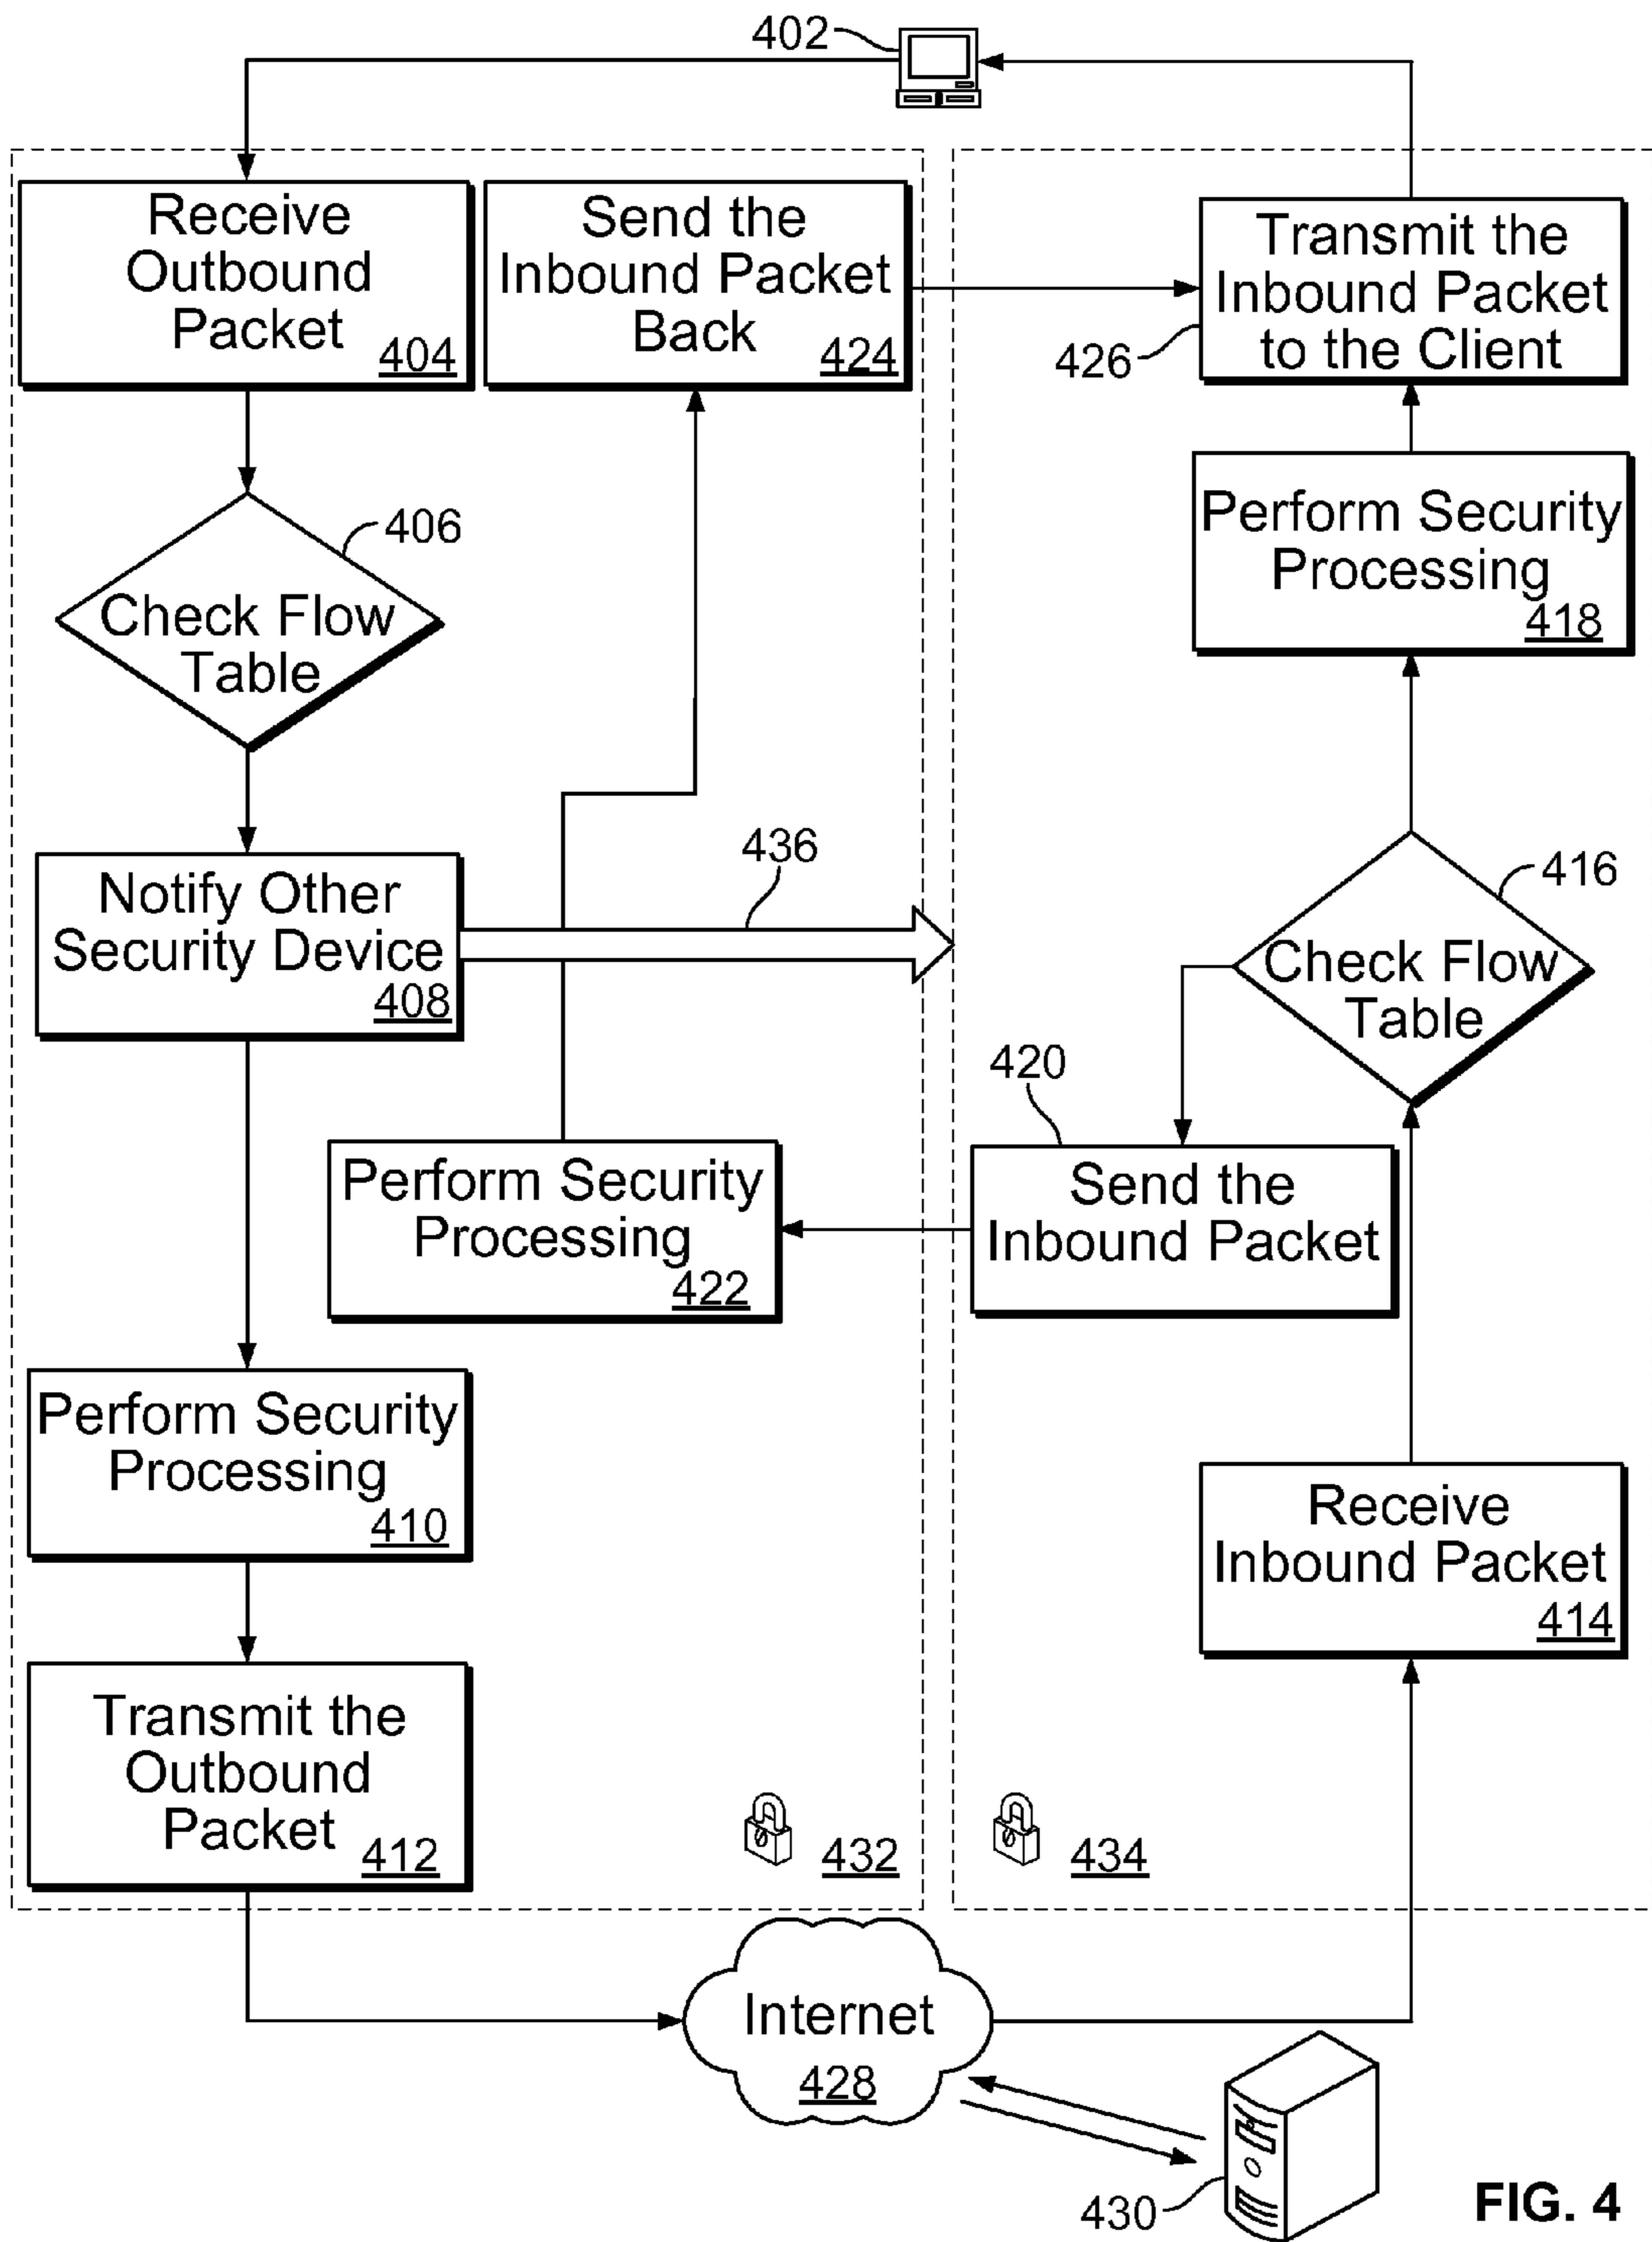 402
Receive
Outbound
Packet
404
Send the
Inbound Packet
Back
424
Transmit the
Inbound Packet
to the Client
426
406
Check Flow
Table
Perform Security
Processing
418
Notify Other
Security Device
408
436
416
Check Flow
Table
420
Send the
Inbound Packet
Perform Security
Processing
422
Perform Security
Processing
410
Receive
Inbound Packet
414
Transmit the
Outbound
Packet
412
432
434
Internet
428
430
FIG. 4